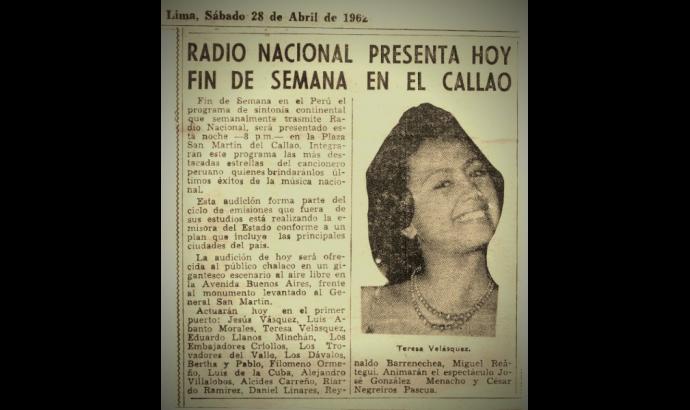 Lima, Sábado 28 de Abril de 1962
RADIO NACIONAL PRESENTA HOY
FIN DE SEMANA EN EL CALLAO
Fin de Semana en el Perú el
programa de sintonía continental
que semanalmente trasmite Ra-
dio Nacional, será presentado es-
ta noche —8 p.m.— en la Plaza
San Martín del Callao. Integra-
rán este programa las más des-
tacadas estrellas del cancionero
peruano quienes brindaránlos úl-
timos éxitos de la música nacio-
nal.
Esta audición forma parte del
ciclo de emisiones que fuera de
sus estudios está realizando la e-
misora del Estado conforme a un
plan que incluye las principales
ciudades del país.
La audición de hoy será ofre-
cida al público chalaco en un gi-
gantesco escenario al aire libre en
la Avenida Buenos Aires, frente
al monumento levantado al Ge-
neral San Martín.
Actuarán hoy en el primer
puerto: Jesús Vásquez, Luis A-
banto Morales, Teresa Velásquez,
Eduardo Llanos Minchán, Los
Embajadores Criollos, Los Tro-
vadores del Valle, Los Dávalos,
Bertha y Pablo, Filomeno Orme-
ño, Luis de la Cuba, Alejandro
Villalobos, Alcides Carreño, Riar-
do Ramírez, Daniel Linares, Rey-
Teresa Velásquez.
naldo Barrenechea, Miguel Reá-
tegui. Animarán el espectáculo Jo-
sé González Menacho y César
Negreiros Pascua.